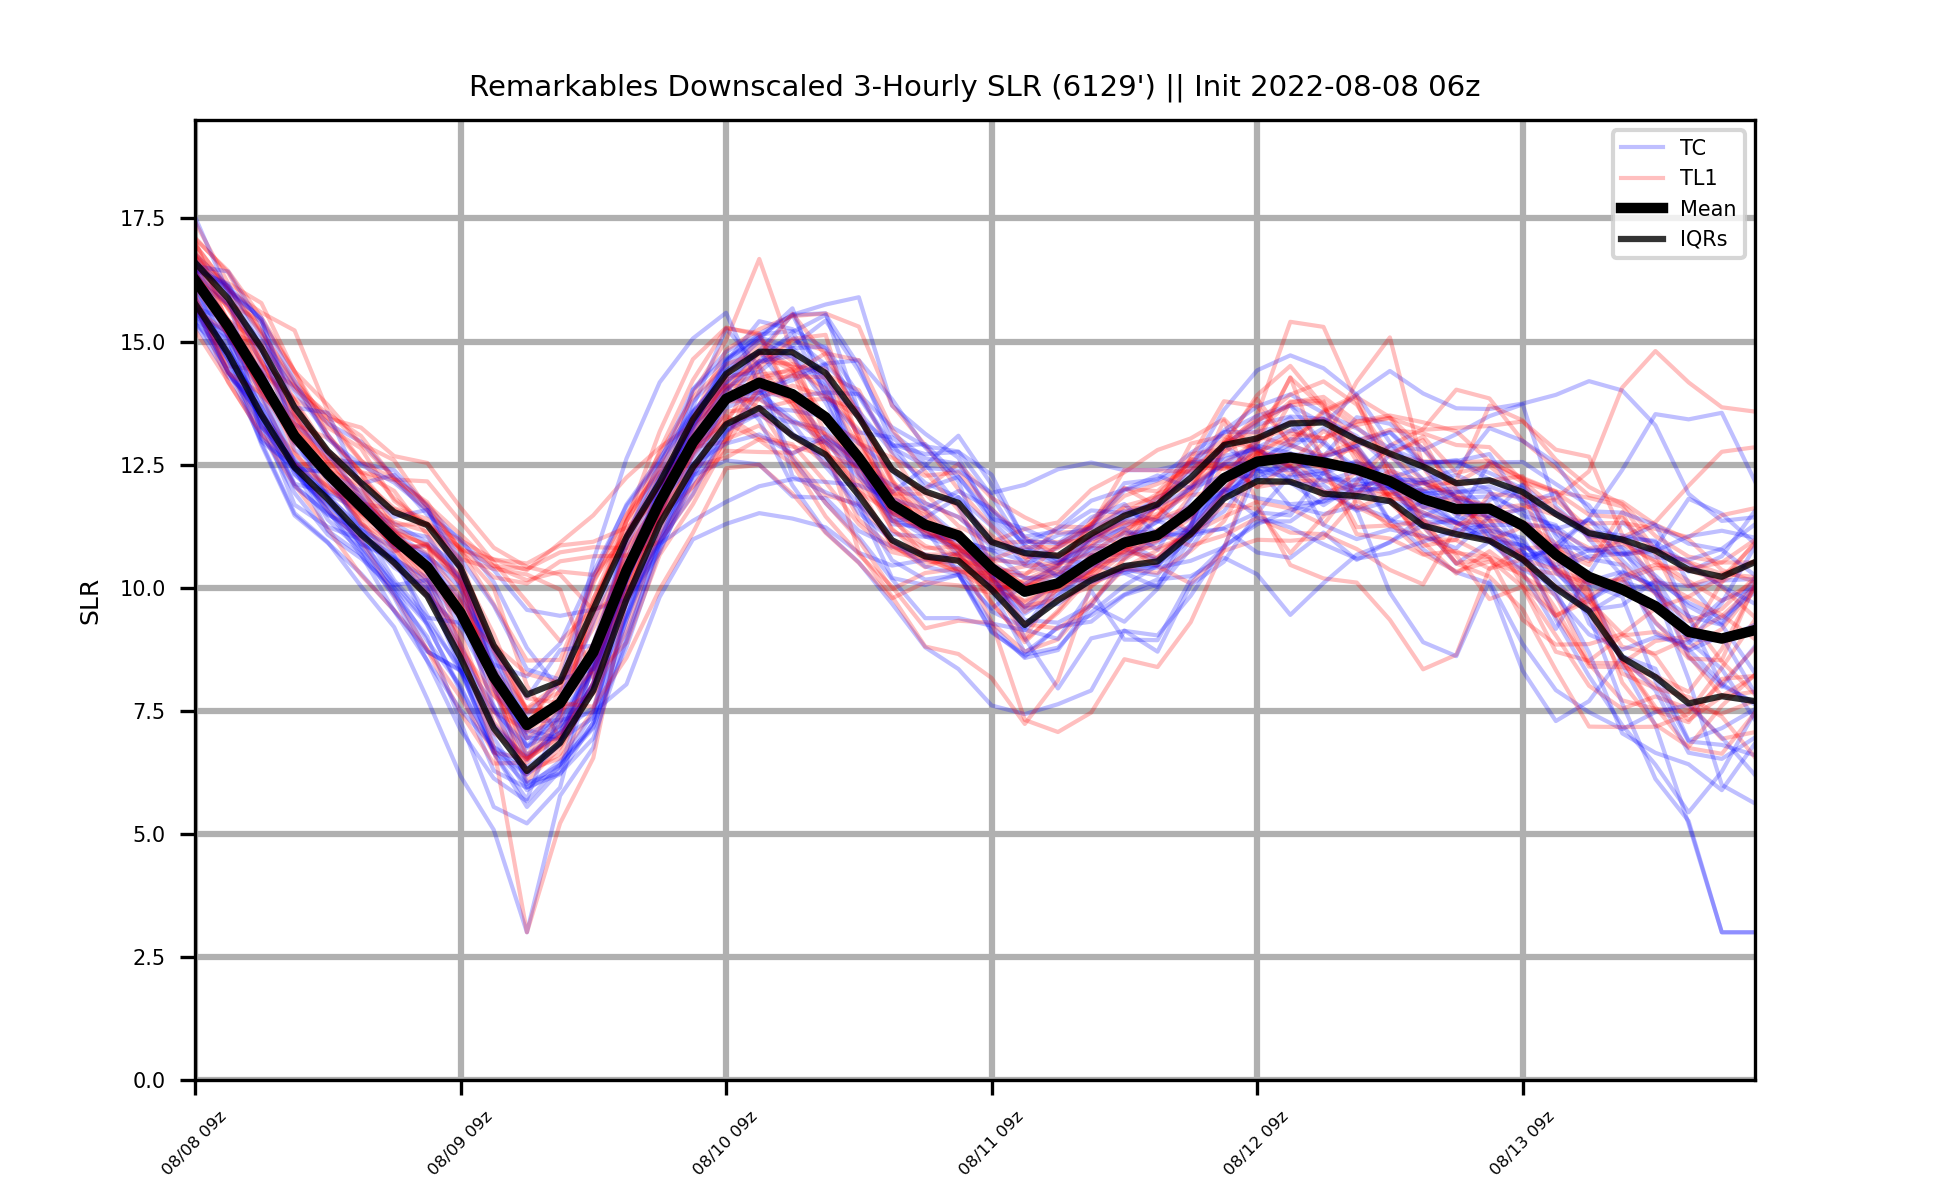 Remarkables Downscaled 3-Hourly SLR (6129') || Init 2022-08-08 06z
TC
TL1
Mean
IQRs
SLR
17.5
15.0
12.5
10.0
7.5
5.0
2.5
0.0
08/08 09z
08/09 09z
08/10 09z
08/11 09z
08/12 09z
08/13 09z